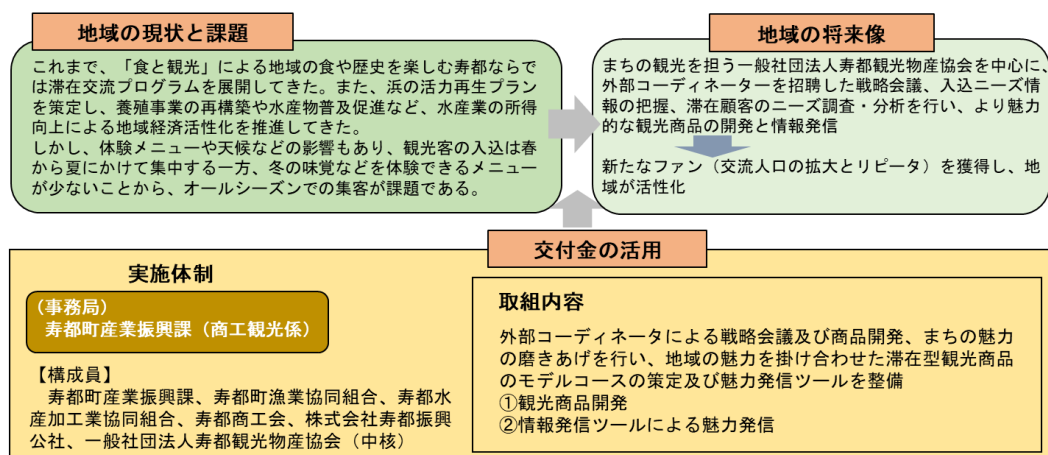 地域の現状と課題
これまで、「食と観光」による地域の食や歴史を楽しむ寿都ならで
は滞在交流プログラムを展開してきた。また、浜の活力再生プラン
を策定し、養殖事業の再構築や水産物普及促進など、水産業の所得
向上による地域経済活性化を推進してきた。
しかし、体験メニューや天候などの影響もあり、観光客の入込は春
から夏にかけて集中する一方、冬の味覚などを体験できるメニュー
が少ないことから、オールシーズンでの集客が課題である。
地域の将来像
まちの観光を担う一般社団法人寿都観光物産協会を中心に、
外部コーディネーターを招聘した戦略会議、入込ニーズ情
報の把握、滞在顧客のニーズ調査・分析を行い、より魅力
的な観光商品の開発と情報発信
新たなファン（交流人口の拡大とリピータ）を獲得し、地
域が活性化
交付金の活用
実施体制
（事務局）
寿都町産業振興課（商工観光係）
【構成員】
寿都町産業振興課、寿都町漁業協同組合、寿都水
産加工業協同組合、寿都商工会、株式会社寿都振興
公社、一般社団法人寿都観光物産協会（中核）
取組内容
外部コーディネータによる戦略会議及び商品開発、まちの魅力
の磨きあげを行い、地域の魅力を掛け合わせた滞在型観光商品
のモデルコースの策定及び魅力発信ツールを整備
①観光商品開発
②情報発信ツールによる魅力発信